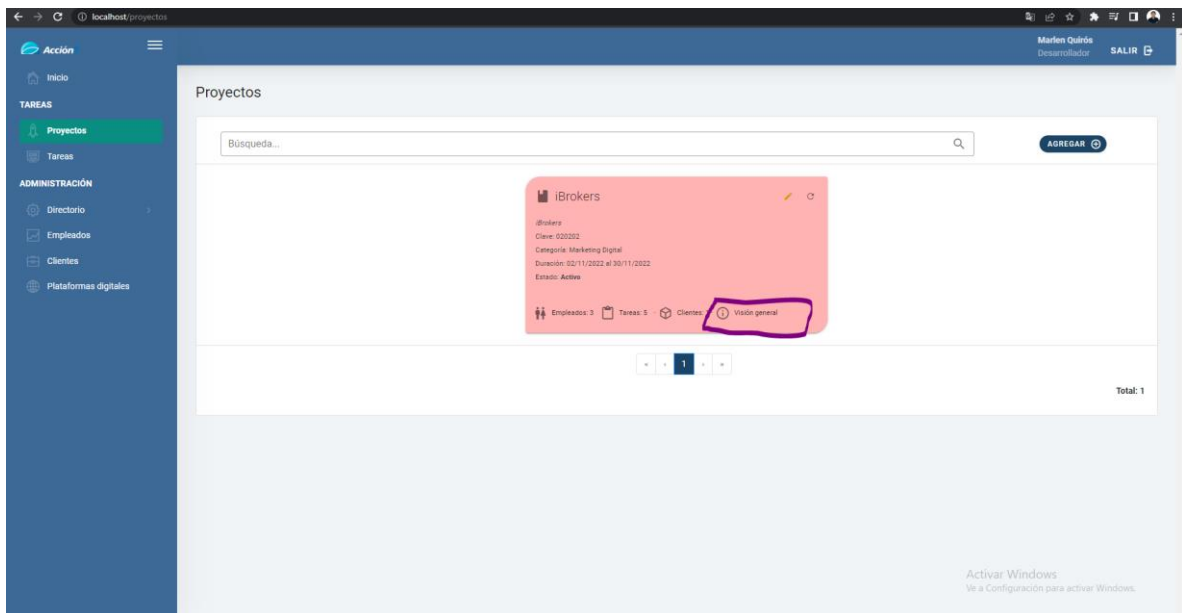 localhost/proyectos
Acción
Marlen Quirós
Desarrollador
SALIR
Inicio
TAREAS
Proyectos
Tareas
ADMINISTRACIÓN
Directorio
Empleados
Clientes
Plataformas digitales
Proyectos
Búsqueda...
AGREGAR
iBrokers
iBrokers
Clave: 020202
Categoría: Marketing Digital
Duración: 02/11/2022 al 30/11/2022
Estado: Activo
Empleados: 3 Tareas: 5 Clientes: Visión general
« ‹ 1 › »
Total: 1
Activar Windows
Ve a Configuración para activar Windows.